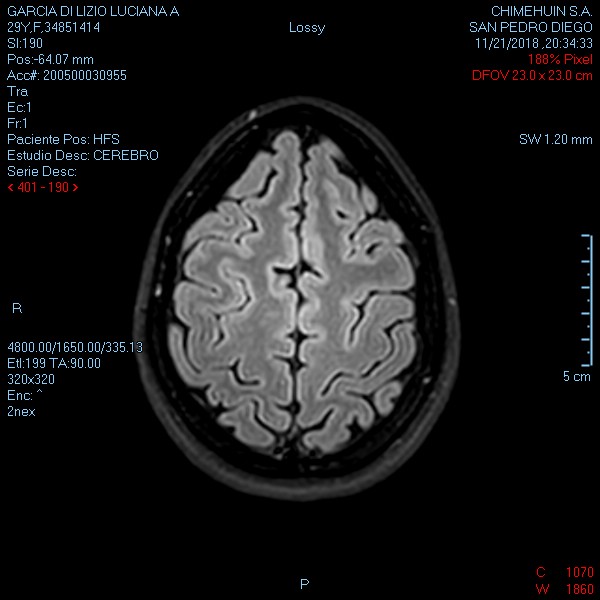 GARCIA DI LIZIO LUCIANA A
29Y,F,34851414
Sl:190
Pos:-64.07 mm
Acc#: 200500030955
Tra
Ec:1
Fr:1
Paciente Pos: HFS
Estudio Desc: CEREBRO
Serie Desc:
< 401 - 190 >
Lossy
CHIMEHUIN S.A.
SAN PEDRO DIEGO
11/21/2018 ,20:34:33
188% Pixel
DFOV 23.0 x 23.0 cm
SW 1.20 mm
R
4800.00/1650.00/335.13
Etl:199 TA:90.00
320x320
Enc: ^
2nex
5 cm
P
C 1070
W 1860